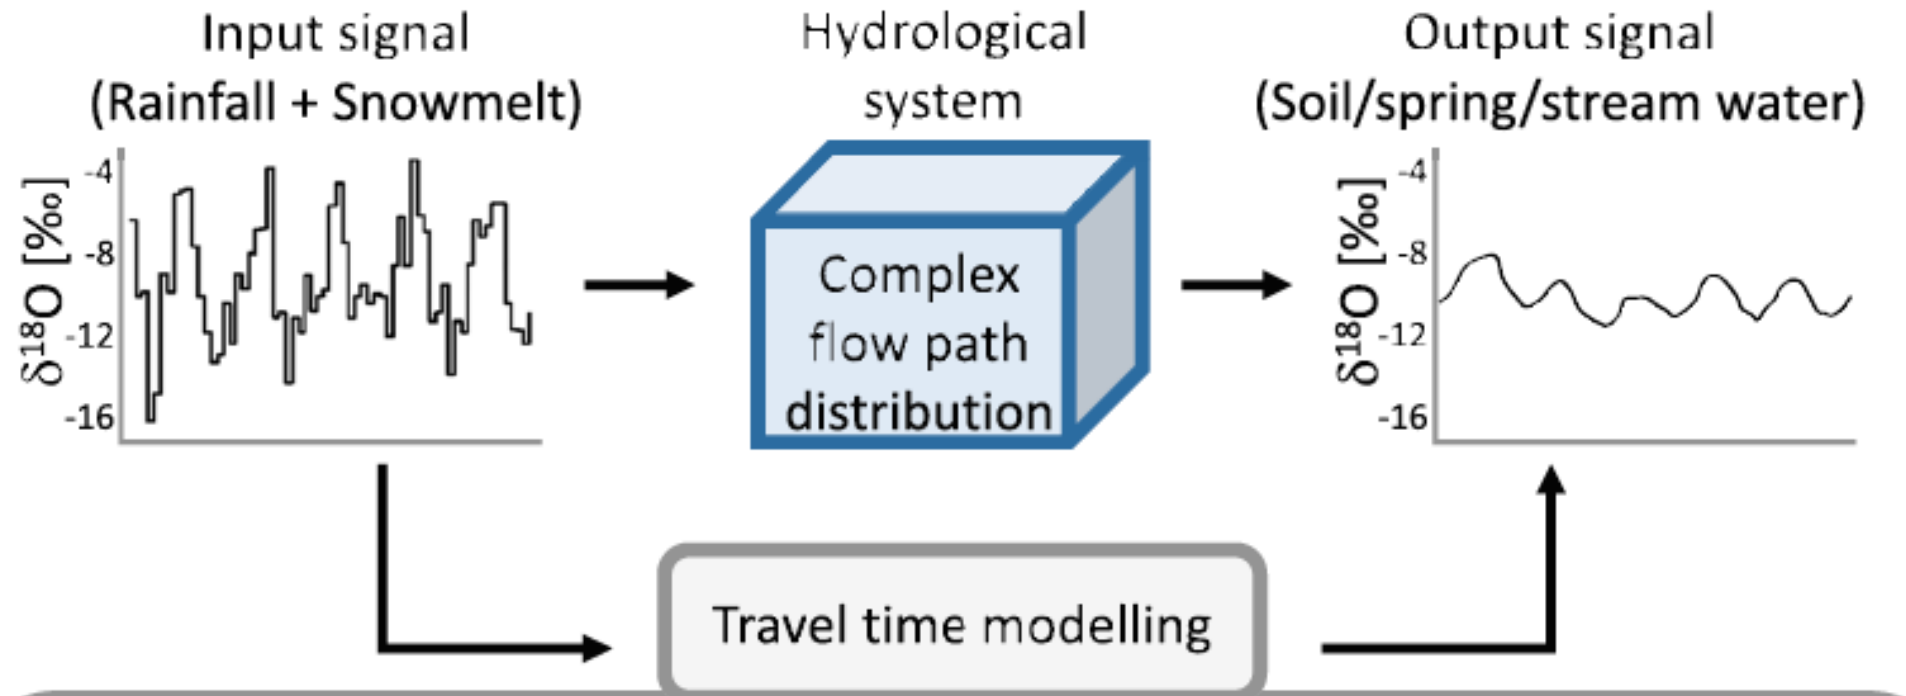 Input signal
(Rainfall + Snowmelt)
δ¹⁸O [‰]
-4
-8
-12
-16
Hydrological
system
Complex
flow path
distribution
Output signal
(Soil/spring/stream water)
δ¹⁸O [‰]
-4
-8
-12
-16
Travel time modelling